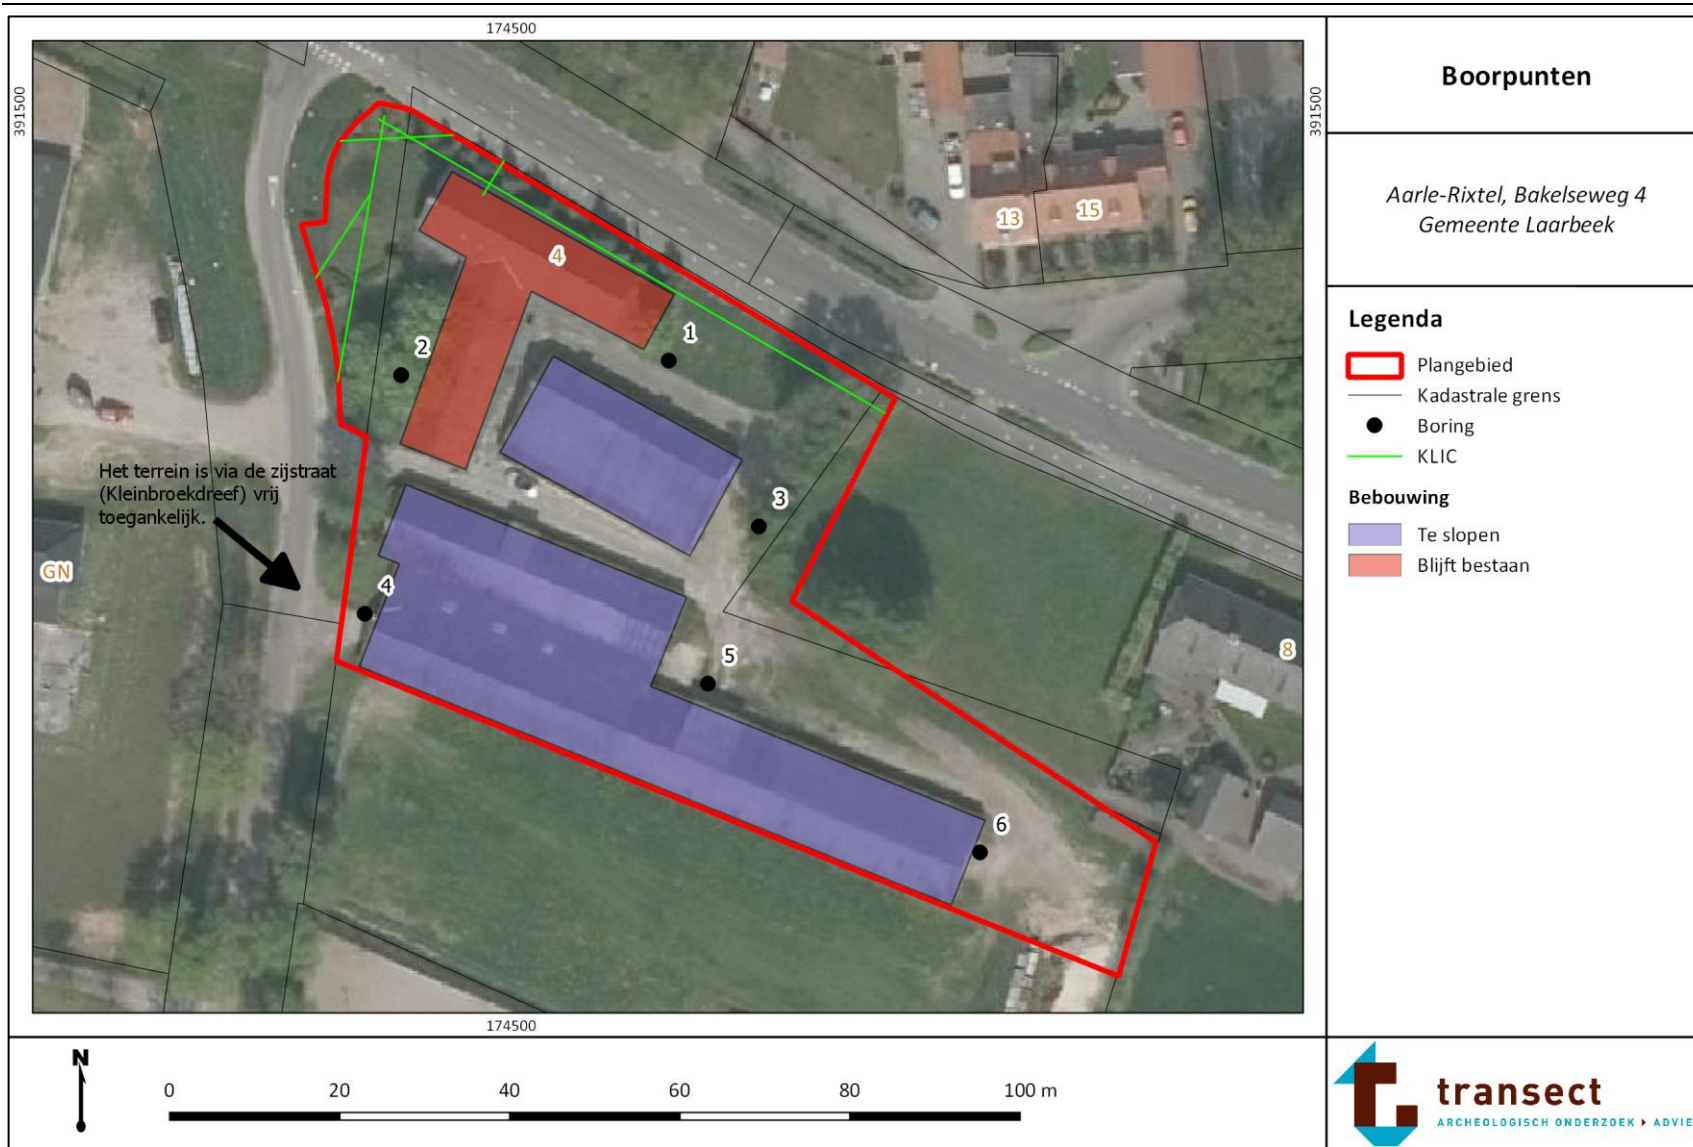 174500
391500
391500
13
15
4
1
2
3
Het terrein is via de zijstraat
(Kleinbroekdreef) vrij
toegankelijk.
GN
4
5
8
6
174500
Boorpunten
Aarle-Rixtel, Bakelseweg 4
Gemeente Laarbeek
Legenda
Plangebied
Kadastrale grens
Boring
KLIC
Bebouwing
Te slopen
Blijft bestaan
N
0 20 40 60 80 100 m
transect
ARCHEOLOGISCH ONDERZOEK ▸ ADVIE